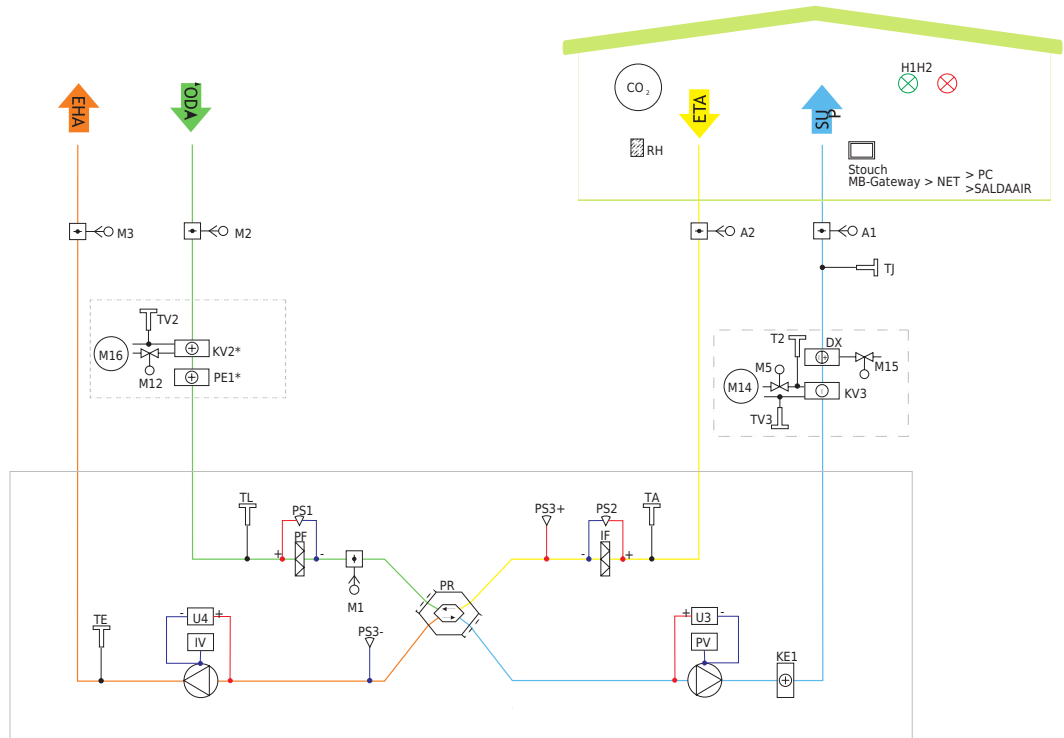 H1H2
CO2
EHA
ODA
ETA
SUP
RH
Stouch
MB-Gateway > NET > PC
>SALDAAIR
M3
M2
A2
A1
TJ
TV2
M16
KV2*
M12
PE1*
T2
DX
M5
M15
M14
KV3
TV3
TL
PS1
PS3+
PS2
TA
PF
IF
+
-
-
+
M1
PR
TE
-
U4
+
PS3-
IV
+
U3
-
PV
KE1